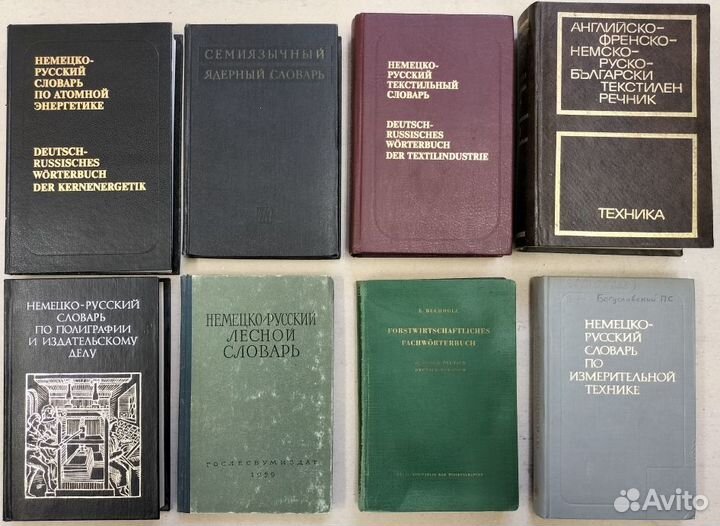 НЕМЕЦКО-
РУССКИЙ
СЛОВАРЬ
ПО АТОМНОЙ
ЭНЕРГЕТИКЕ
DEUTSCH-
RUSSISCHES
WÖRTERBUCH
DER KERNENERGETIK
СЕМИЯЗЫЧНЫЙ
ЯДЕРНЫЙ СЛОВАРЬ
НЕМЕЦКО-
РУССКИЙ
ТЕКСТИЛЬНЫЙ
СЛОВАРЬ
DEUTSCH-
RUSSISCHES
WÖRTERBUCH
DER TEXTILINDUSTRIE
АНГЛИЙСКО-
ФРЕНСКО-
НЕМСКО-
РУСКО-
БЪЛГАРСКИ
ТЕКСТИЛЕН
РЕЧНИК
ТЕХНИКА
НЕМЕЦКО-РУССКИЙ
СЛОВАРЬ
ПО ПОЛИГРАФИИ
И ИЗДАТЕЛЬСКОМУ
ДЕЛУ
НЕМЕЦКО-РУССКИЙ
ЛЕСНОЙ
СЛОВАРЬ
ГОСЛЕСБУМИЗДАТ
1959
E. BUCHHOLZ
FORSTWIRTSCHAFTLICHES
FACHWÖRTERBUCH
Богуславский П.С
НЕМЕЦКО-
РУССКИЙ
СЛОВАРЬ
ПО
ИЗМЕРИТЕЛЬНОЙ
ТЕХНИКЕ
Avito